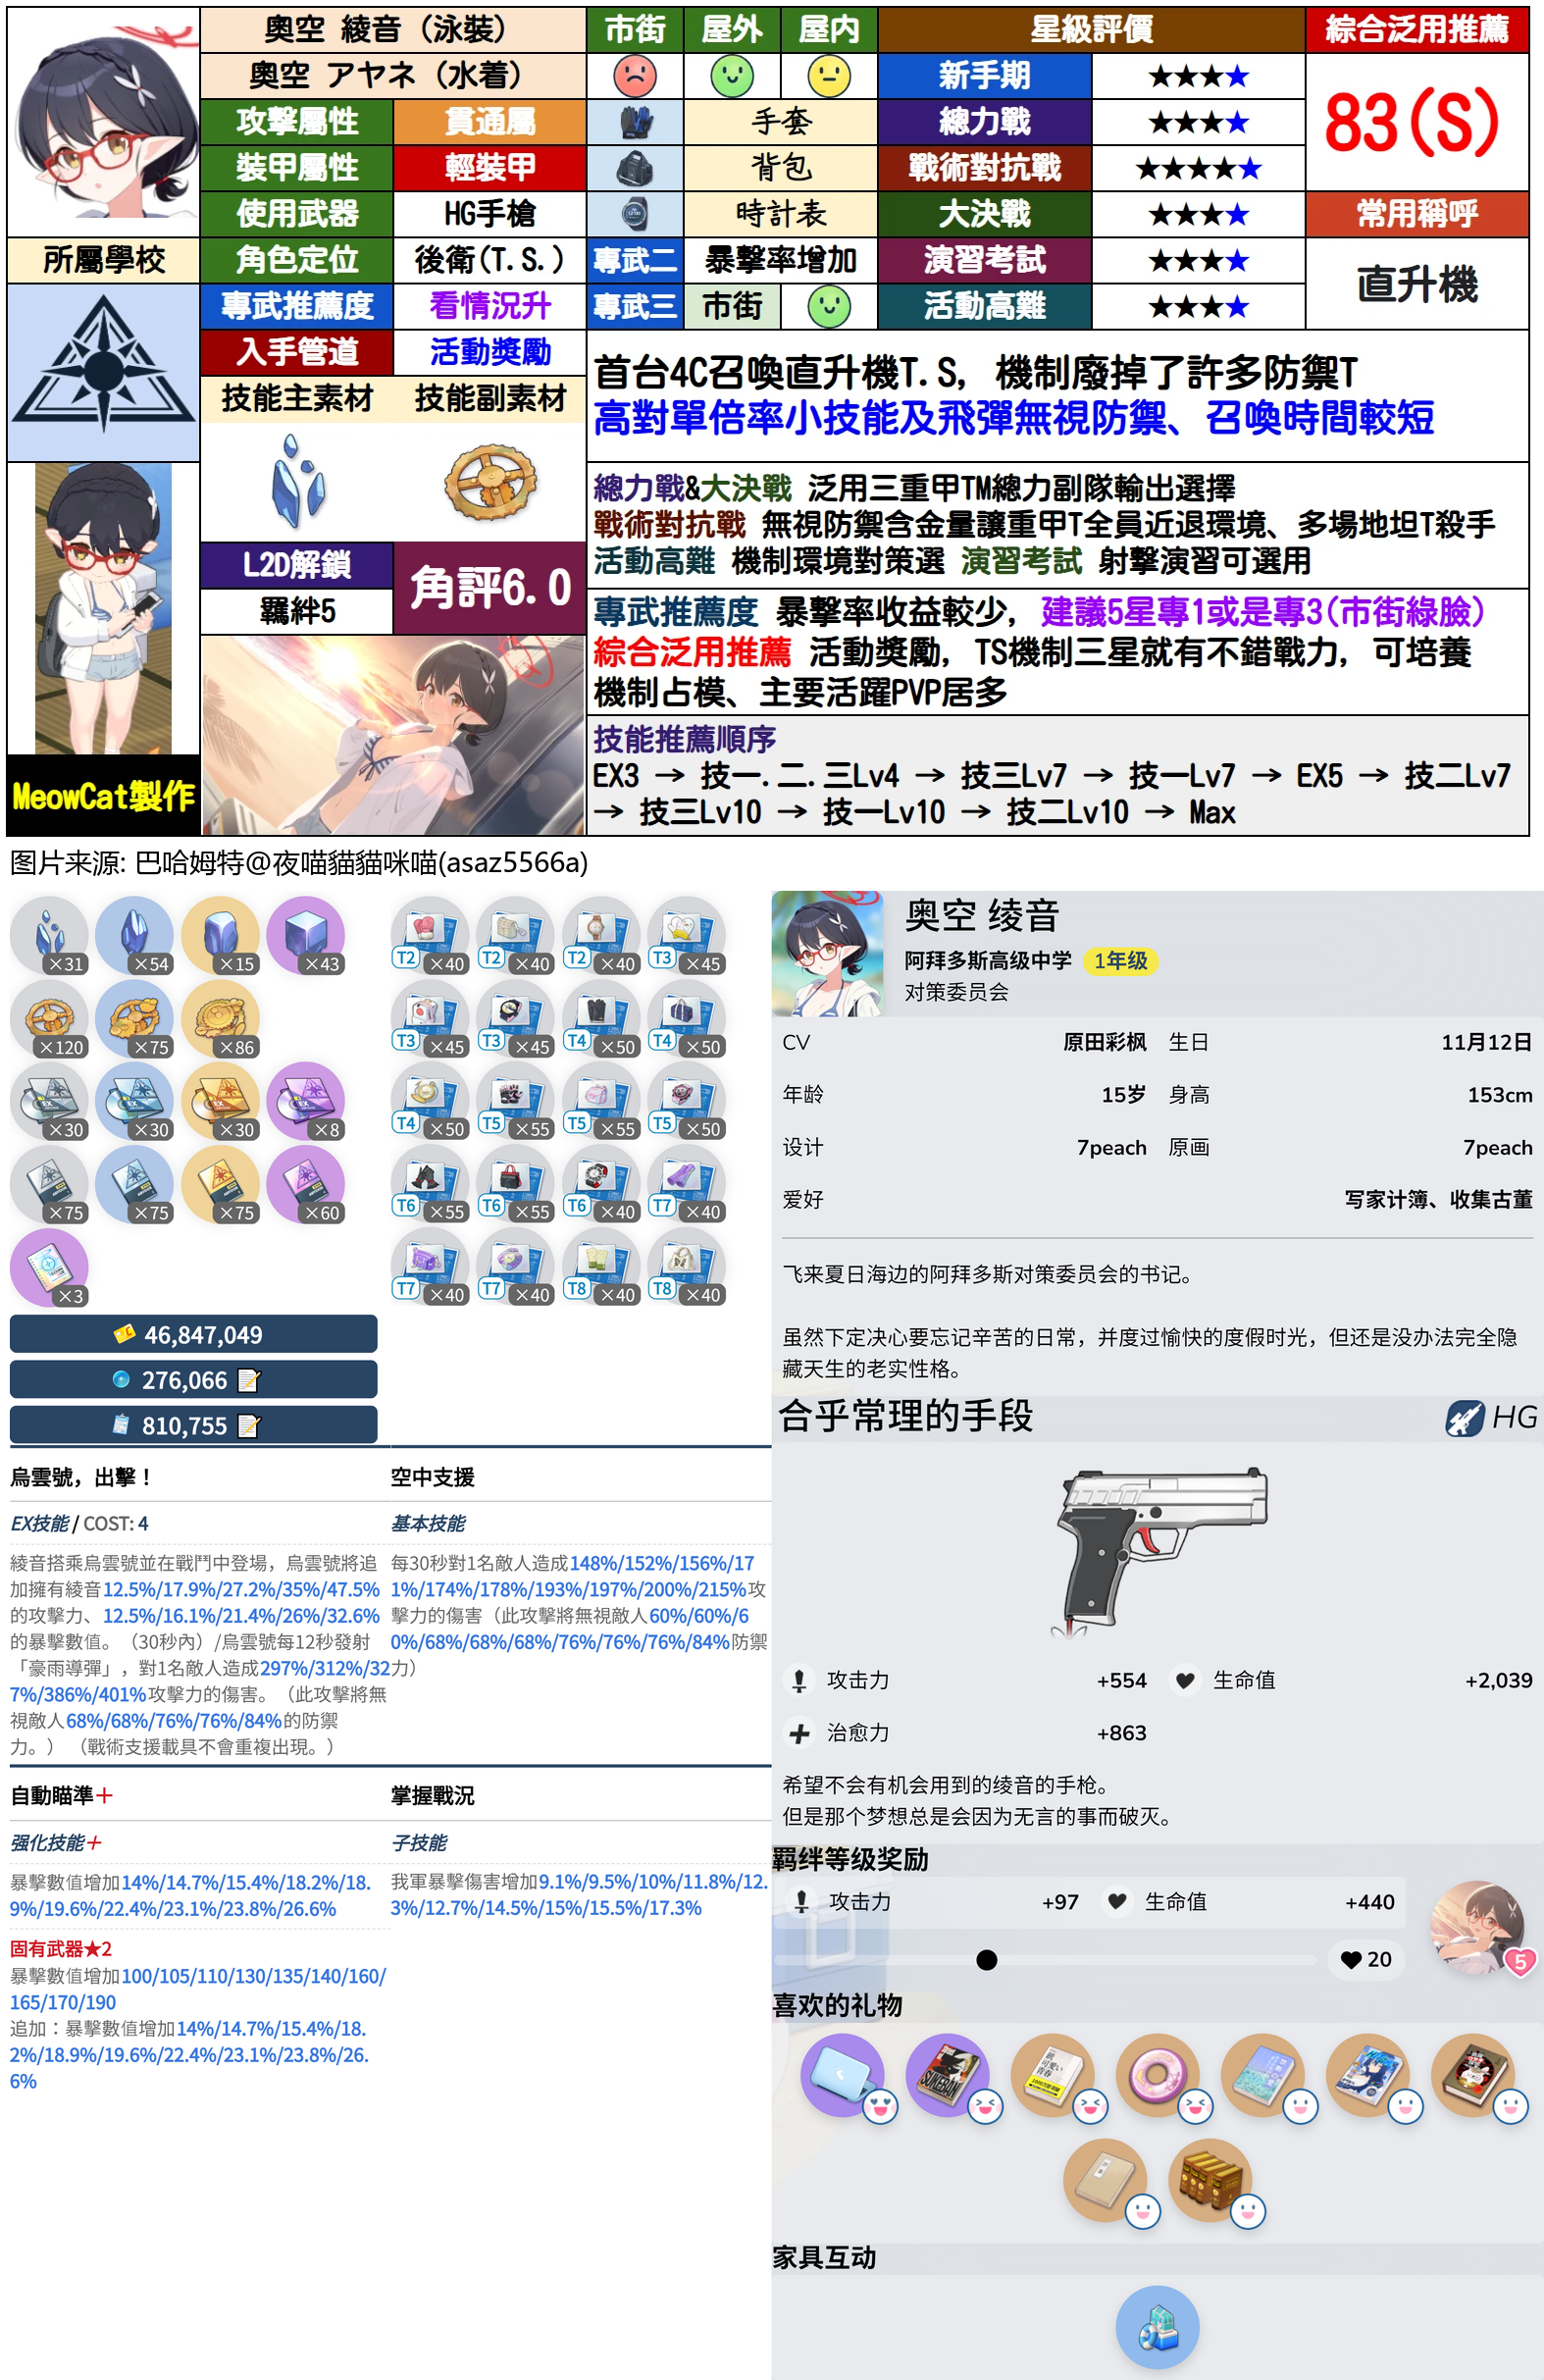 奧空 綾音（泳裝）
市街 屋外 屋内
星級評價
綜合泛用推薦
奧空 アヤネ（水着）
新手期 ★★★★
83(S)
攻擊屬性 貫通屬
手套
總力戰 ★★★★
裝甲屬性 輕裝甲
背包
戰術對抗戰 ★★★★★
使用武器 HG手槍
時計表
大決戰 ★★★★
常用稱呼
所屬學校
角色定位 後衛(T.S.)
專武二 暴擊率增加
演習考試 ★★★★
直升機
專武推薦度 看情況升
專武三 市街
活動高難 ★★★★
入手管道 活動獎勵
技能主素材 技能副素材
首台4C召喚直升機T.S, 機制廢掉了許多防禦T
高對單倍率小技能及飛彈無視防禦、召喚時間較短
總力戰&大決戰 泛用三重甲TM總力副隊輸出選擇
戰術對抗戰 無視防禦含金量讓重甲T全員近退環境、多場地坦T殺手
活動高難 機制環境對策選 演習考試 射擊演習可選用
L2D解鎖
羈絆5
角評6.0
專武推薦度 暴擊率收益較少, 建議5星專1或是專3(市街綠臉)
綜合泛用推薦 活動獎勵, TS機制三星就有不錯戰力, 可培養
機制占模、主要活躍PVP居多
技能推薦順序
EX3 → 技一.二.三Lv4 → 技三Lv7 → 技一Lv7 → EX5 → 技二Lv7
→ 技三Lv10 → 技一Lv10 → 技二Lv10 → Max
MeowCat製作
图片来源: 巴哈姆特@夜喵貓貓咪喵(asaz5566a)
×31 ×54 ×15 ×43
×120 ×75 ×86
×30 ×30 ×30 ×8
×75 ×75 ×75 ×60
×3
46,847,049
276,066
810,755
T2 ×40 T2 ×40 T2 ×40 T3 ×45
T3 ×45 T3 ×45 T4 ×50 T4 ×50
T4 ×50 T5 ×55 T5 ×55 T5 ×50
T6 ×55 T6 ×55 T6 ×40 T7 ×40
T7 ×40 T7 ×40 T8 ×40 T8 ×40
烏雲號，出擊！
EX技能 / COST: 4
綾音搭乘烏雲號並在戰鬥中登場，烏雲號將追
加擁有綾音12.5%/17.9%/27.2%/35%/47.5%
的攻擊力、12.5%/16.1%/21.4%/26%/32.6%
的暴擊數值。（30秒內）/烏雲號每12秒發射
「豪雨導彈」，對1名敵人造成297%/312%/32
7%/386%/401%攻擊力的傷害。（此攻擊將無
視敵人68%/68%/76%/76%/84%的防禦
力。）（戰術支援載具不會重複出現。）
空中支援
基本技能
每30秒對1名敵人造成148%/152%/156%/17
1%/174%/178%/193%/197%/200%/215%攻
擊力的傷害（此攻擊將無視敵人60%/60%/6
0%/68%/68%/68%/76%/76%/76%/84%防禦
力）
自動瞄準＋
强化技能＋
暴擊數值增加14%/14.7%/15.4%/18.2%/18.
9%/19.6%/22.4%/23.1%/23.8%/26.6%
固有武器★2
暴擊數值增加100/105/110/130/135/140/160/
165/170/190
追加：暴擊數值增加14%/14.7%/15.4%/18.
2%/18.9%/19.6%/22.4%/23.1%/23.8%/26.
6%
掌握戰況
子技能
我軍暴擊傷害增加9.1%/9.5%/10%/11.8%/12.
3%/12.7%/14.5%/15%/15.5%/17.3%
奥空 绫音
阿拜多斯高级中学 1年级
对策委员会
CV 原田彩枫 生日 11月12日
年龄 15岁 身高 153cm
设计 7peach 原画 7peach
爱好 写家计簿、收集古董
飞来夏日海边的阿拜多斯对策委员会的书记。
虽然下定决心要忘记辛苦的日常，并度过愉快的度假时光，但还是没办法完全隐
藏天生的老实性格。
合乎常理的手段 HG
攻击力 +554 生命值 +2,039
治愈力 +863
希望不会有机会用到的绫音的手枪。
但是那个梦想总是会因为无言的事而破灭。
羁绊等级奖励
攻击力 +97 生命值 +440
20
5
喜欢的礼物
家具互动